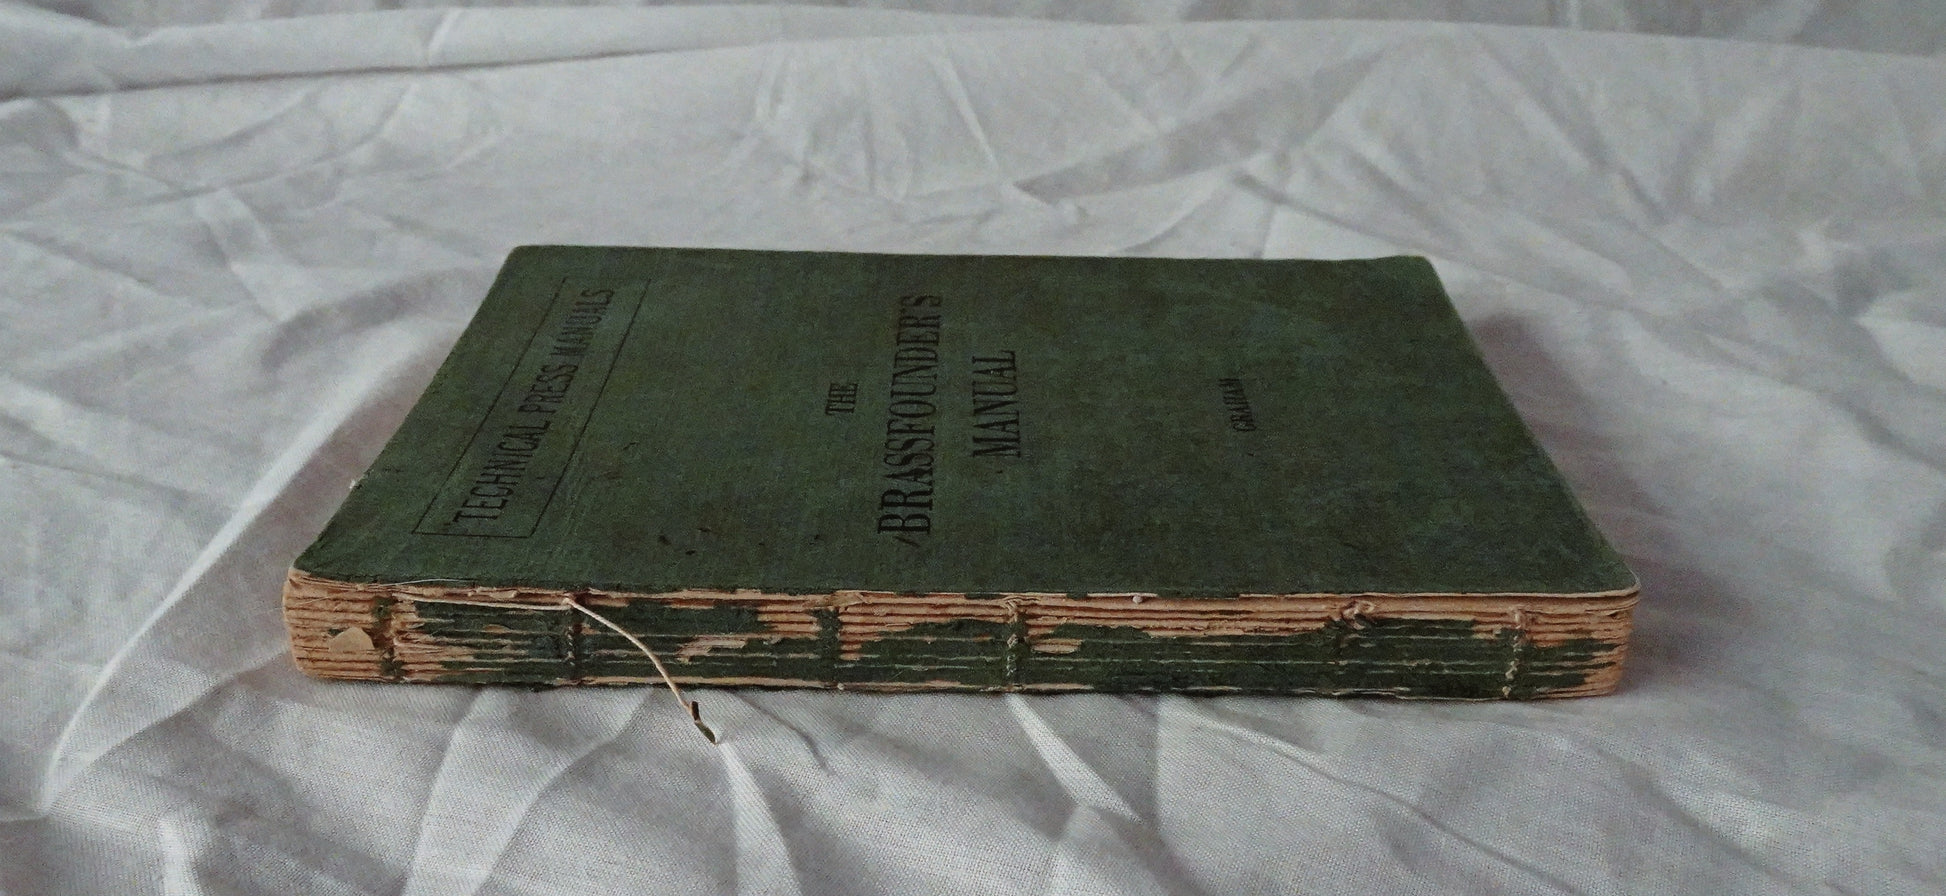 TECHNICAL PRESS MANUALS
THE
BRASSFOUNDER'S
MANUAL
GRAHAM